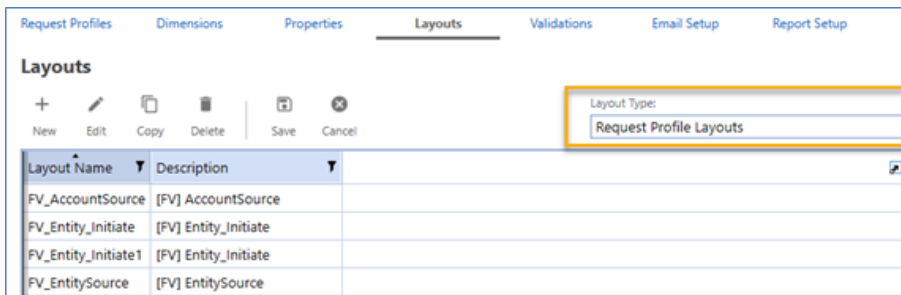 Request Profiles Dimensions Properties Layouts Validations Email Setup Report Setup
Layouts
New Edit Copy Delete Save Cancel
Layout Type:
Request Profile Layouts
Layout Name Description
FV_AccountSource [FV] AccountSource
FV_Entity_Initiate [FV] Entity_Initiate
FV_Entity_Initiate1 [FV] Entity_Initiate
FV_EntitySource [FV] EntitySource